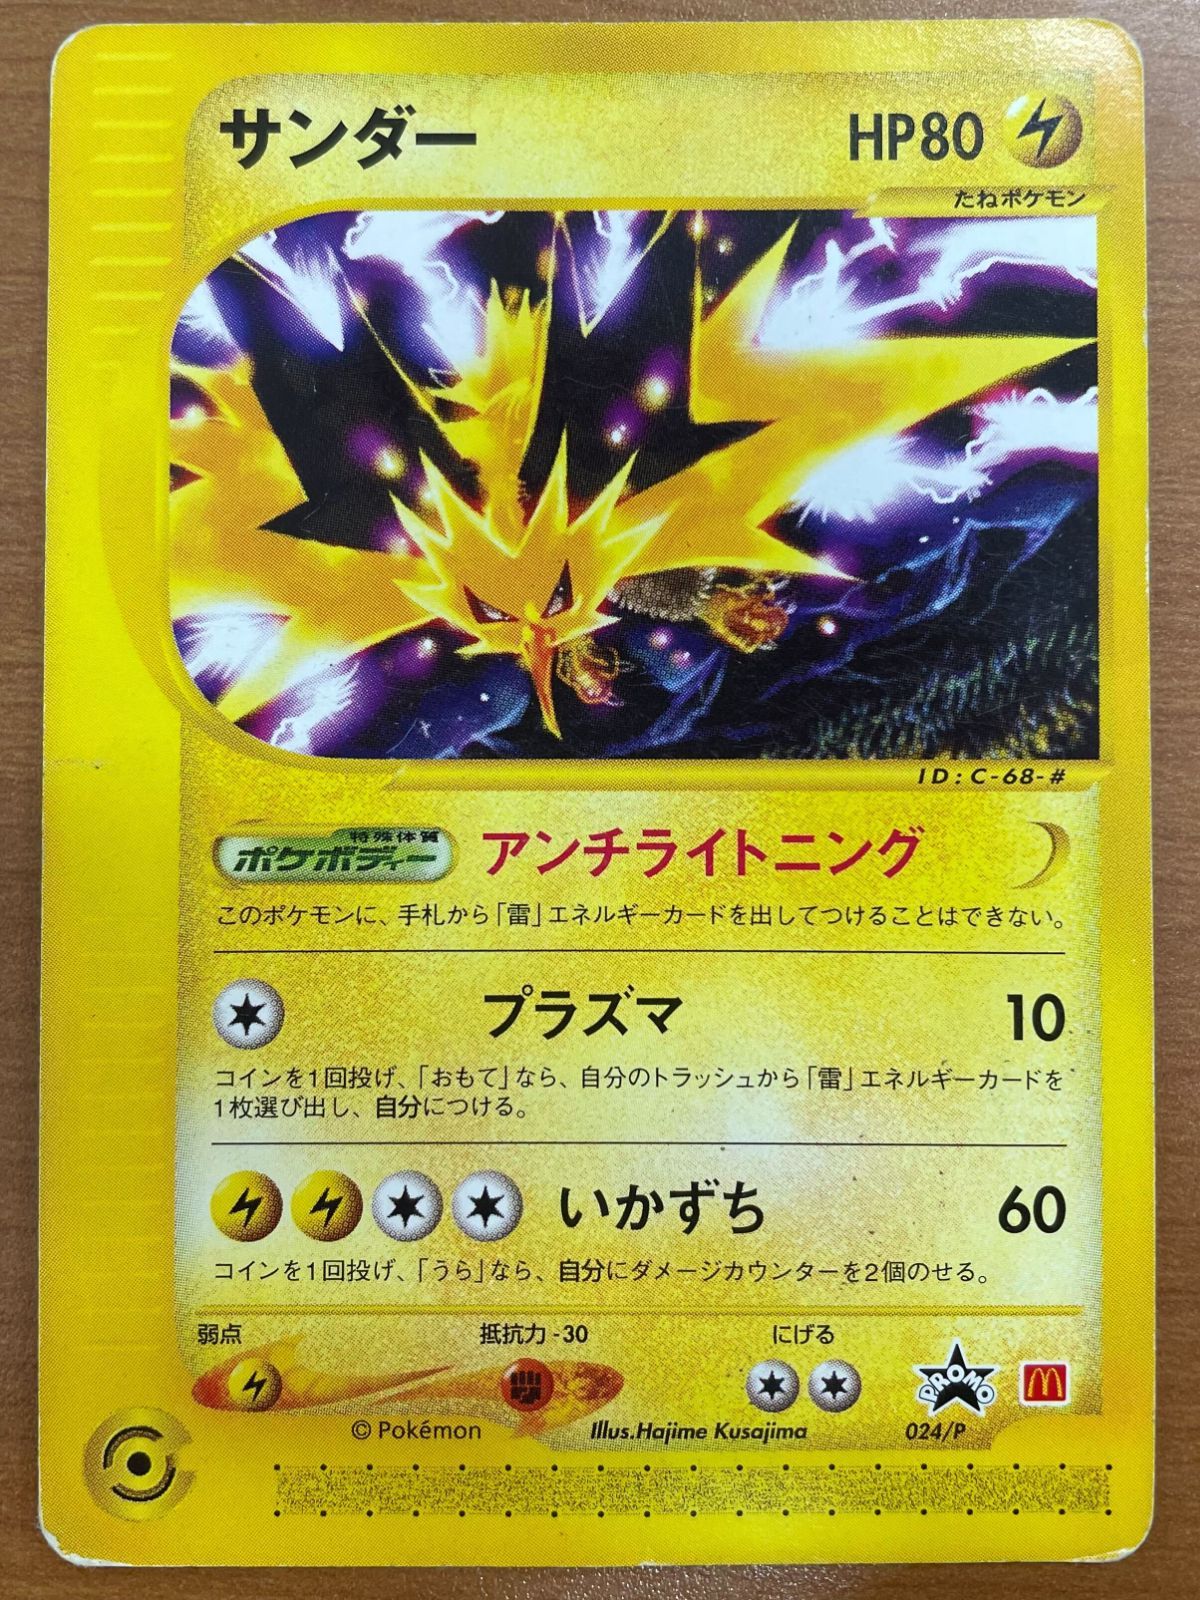 サンダー HP80
たねポケモン
ID:C-68-#
特殊体質
ポケボディー アンチライトニング
このポケモンに、手札から「雷」エネルギーカードを出してつけることはできない。
プラズマ 10
コインを1回投げ、「おもて」なら、自分のトラッシュから「雷」エネルギーカードを
1枚選び出し、自分につける。
いかずち 60
コインを1回投げ、「うら」なら、自分にダメージカウンターを2個のせる。
弱点 抵抗力 -30 にげる
PROMO
M
© Pokémon Illus.Hajime Kusajima 024/P